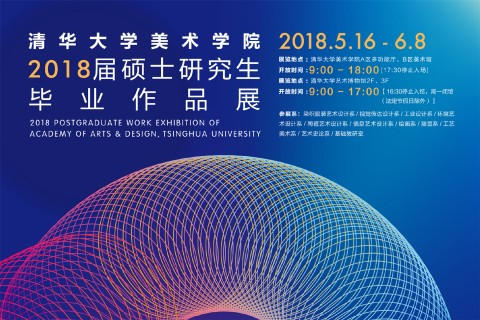 清华大学美术学院
2018届硕士研究生
毕业作品展
2018 POSTGRADUATE WORK EXHIBITION OF
ACADEMY OF ARTS & DESIGN, TSINGHUA UNIVERSITY
2018.5.16 - 6.8
展览地点：清华大学美术学院A区多功能厅、B区美术馆
开放时间：9:00 – 18:00 (17:30停止入场)
展览地点：清华大学艺术博物馆2F、3F
开放时间：9:00 – 17:00 [16:30停止入馆，周一闭馆
(法定节假日除外)]
参展系：染织服装艺术设计系 / 视觉传达设计系 / 工业设计系 / 环境艺
术设计系 / 陶瓷艺术设计系 / 信息艺术设计系 / 绘画系 / 雕塑系 / 工艺
美术系 / 艺术史论系 / 基础教研室